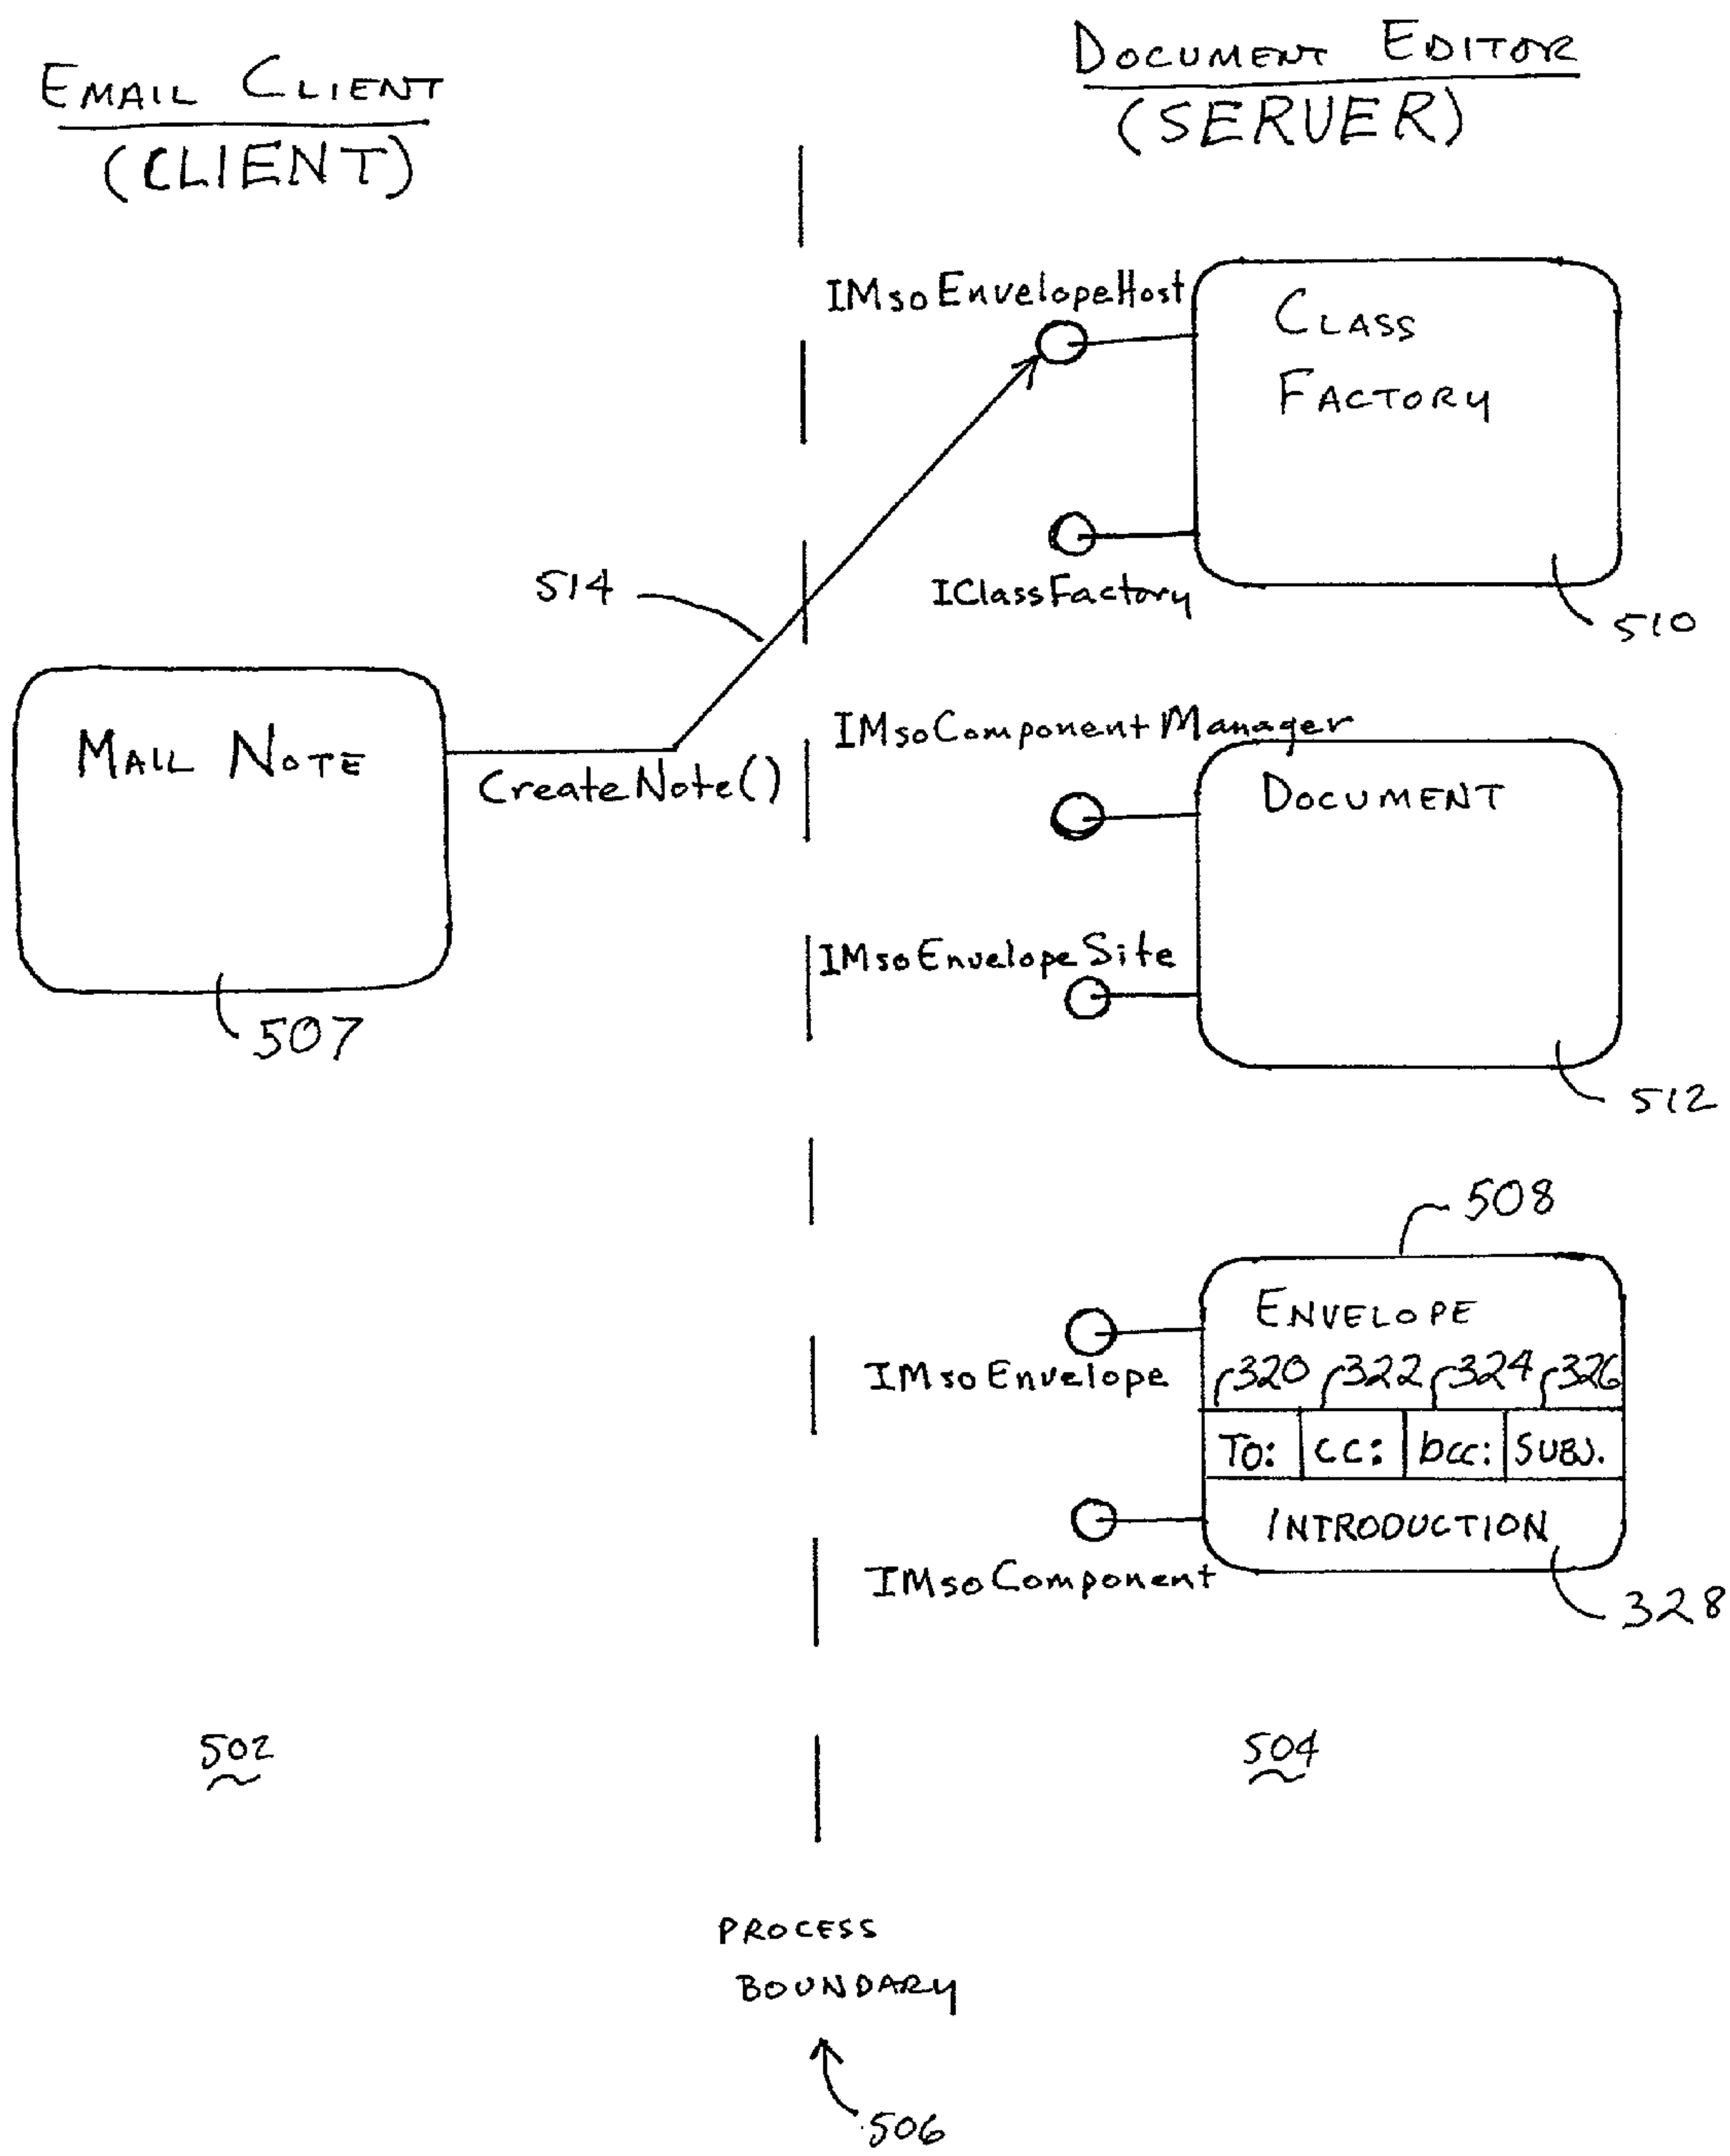 EMAIL CLIENT
(CLIENT)
DOCUMENT EDITOR
(SERVER)
IMsoEnvelopeHost
CLASS
FACTORY
514
IClassFactory
510
MAIL NOTE
CreateNote()
507
IMsoComponentManager
DOCUMENT
IMsoEnvelopeSite
512
508
ENVELOPE
IMsoEnvelope
320 322 324 326
To: cc: bcc: SUBJ.
INTRODUCTION
IMsoComponent
328
502
504
PROCESS
BOUNDARY
506